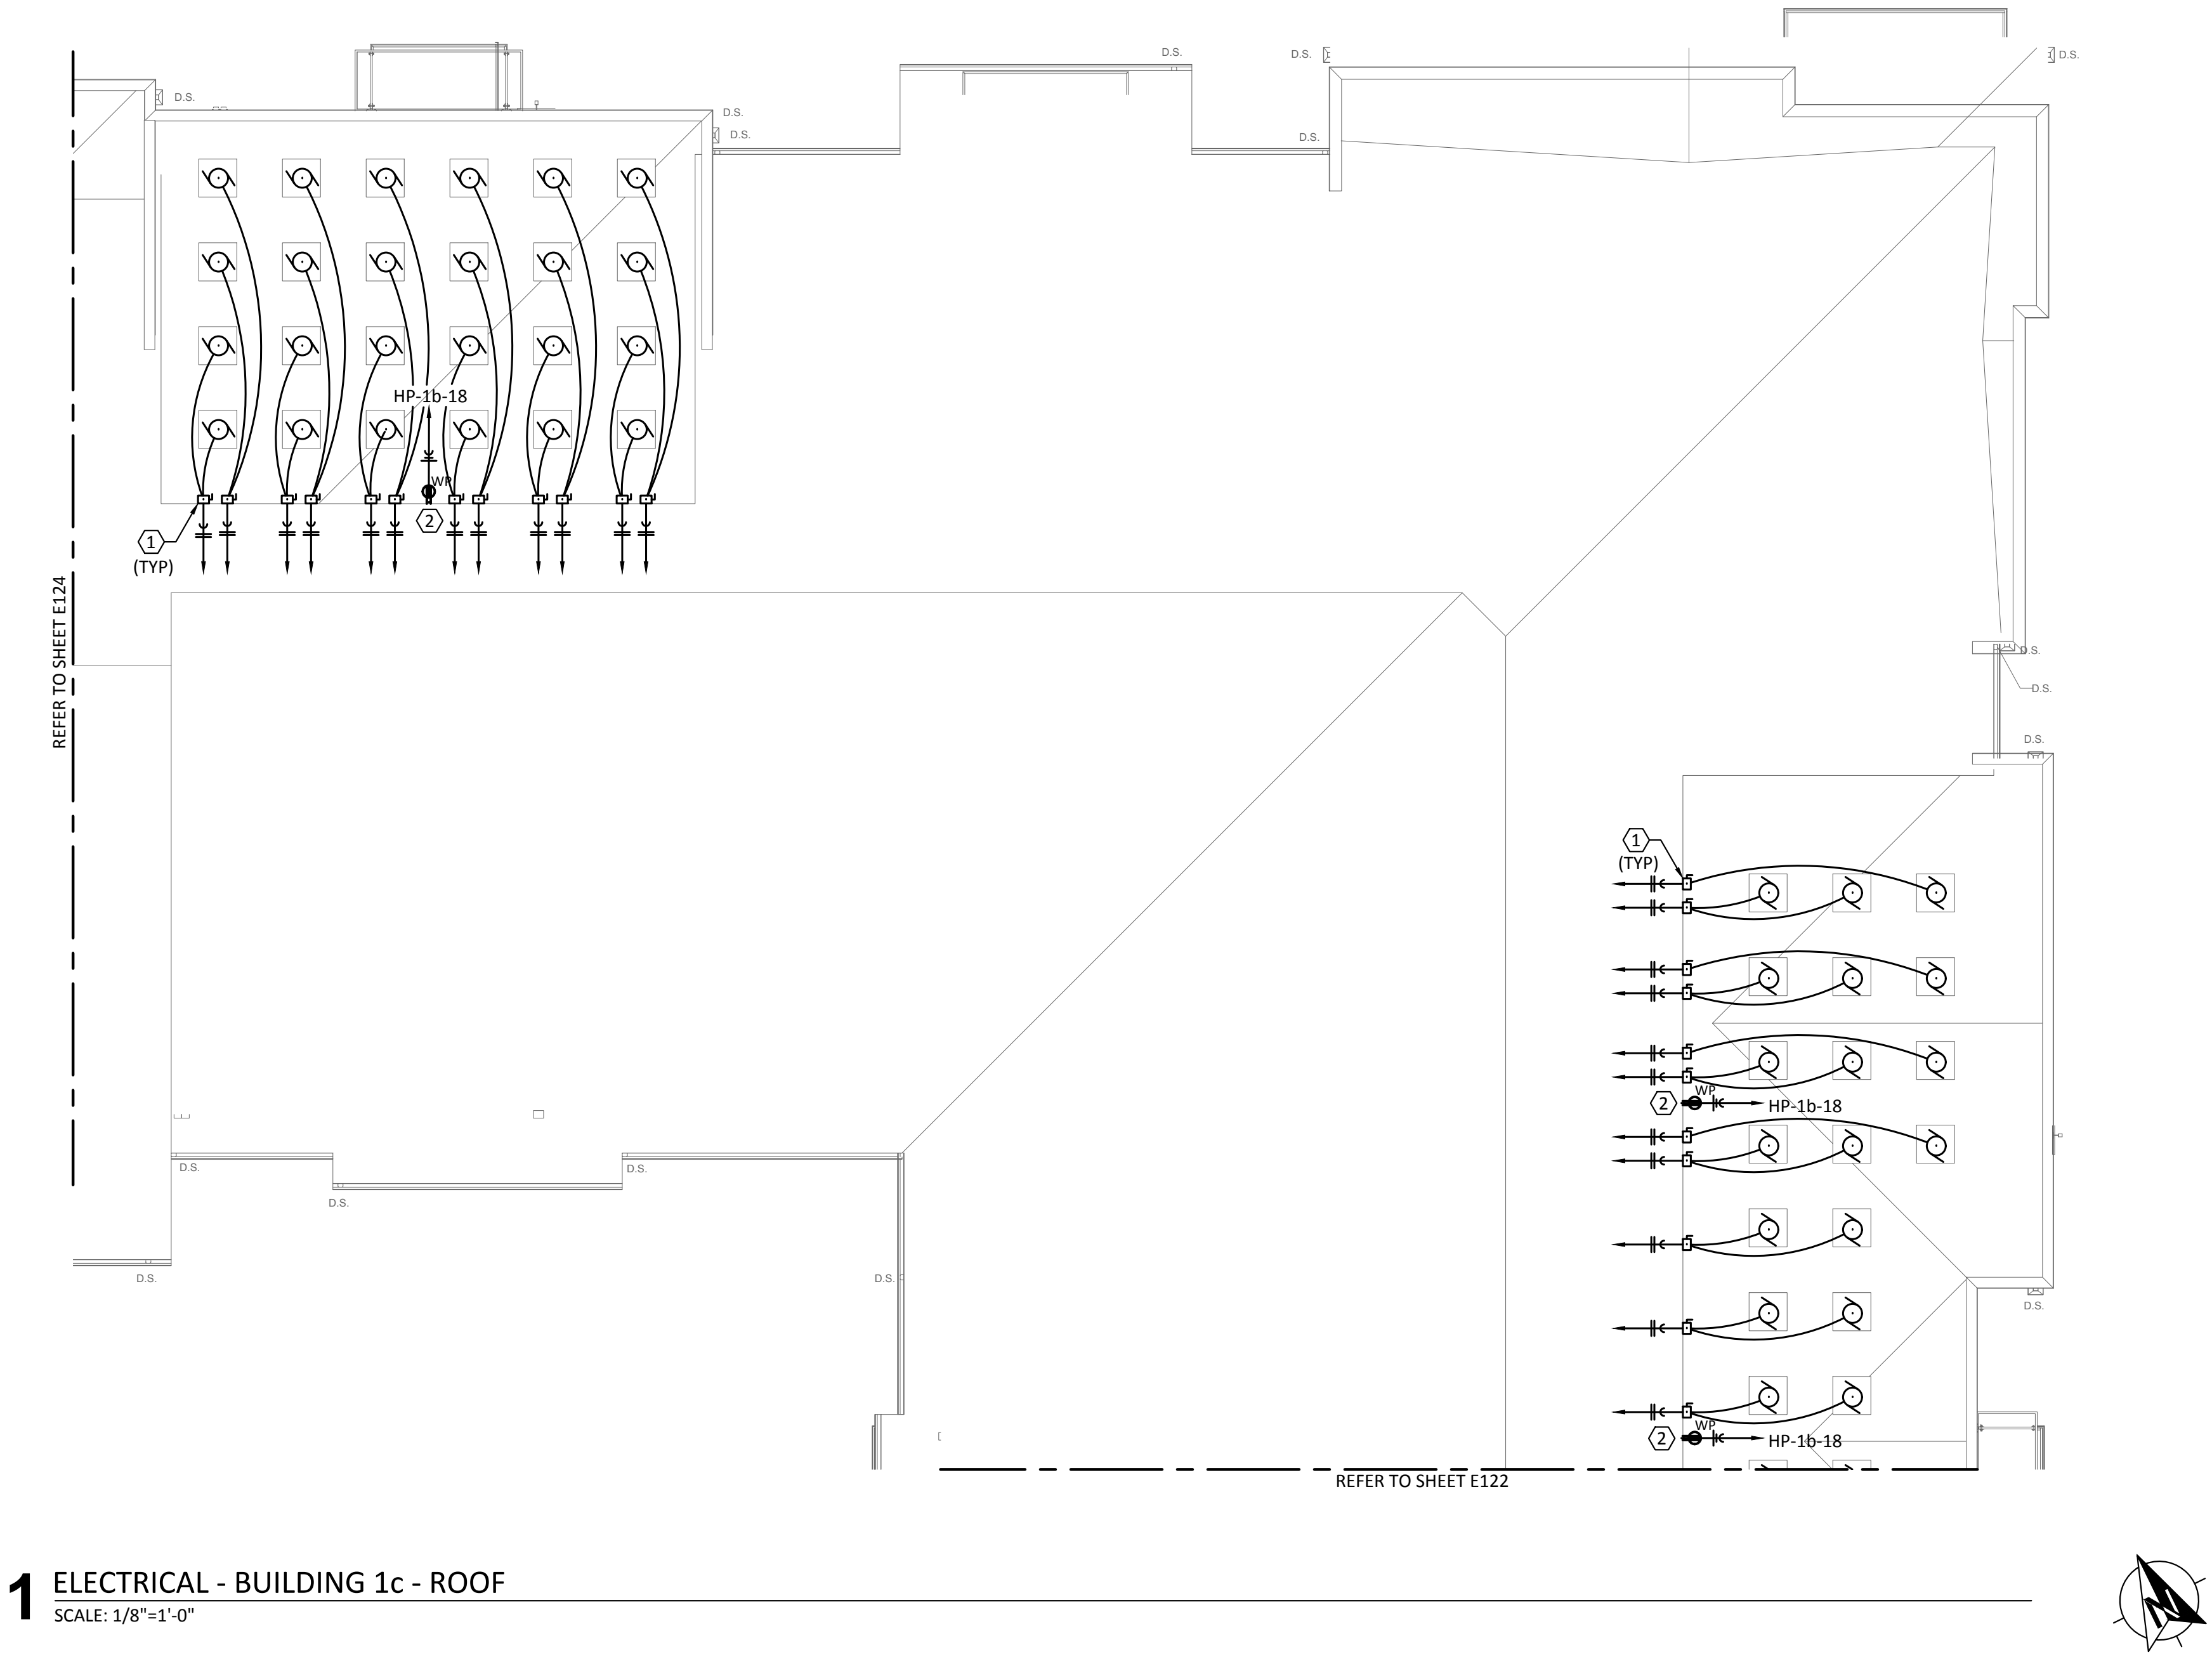 D.S.
D.S.
D.S.
D.S.
D.S.
D.S.
D.S.
HP-1b-18
WP
2
1
(TYP)
REFER TO SHEET E124
D.S.
D.S.
D.S.
1
(TYP)
WP
2
HP-1b-18
D.S.
D.S.
D.S.
D.S.
D.S.
D.S.
WP
2
HP-1b-18
REFER TO SHEET E122
1 ELECTRICAL - BUILDING 1c - ROOF
SCALE: 1/8"=1'-0"
N